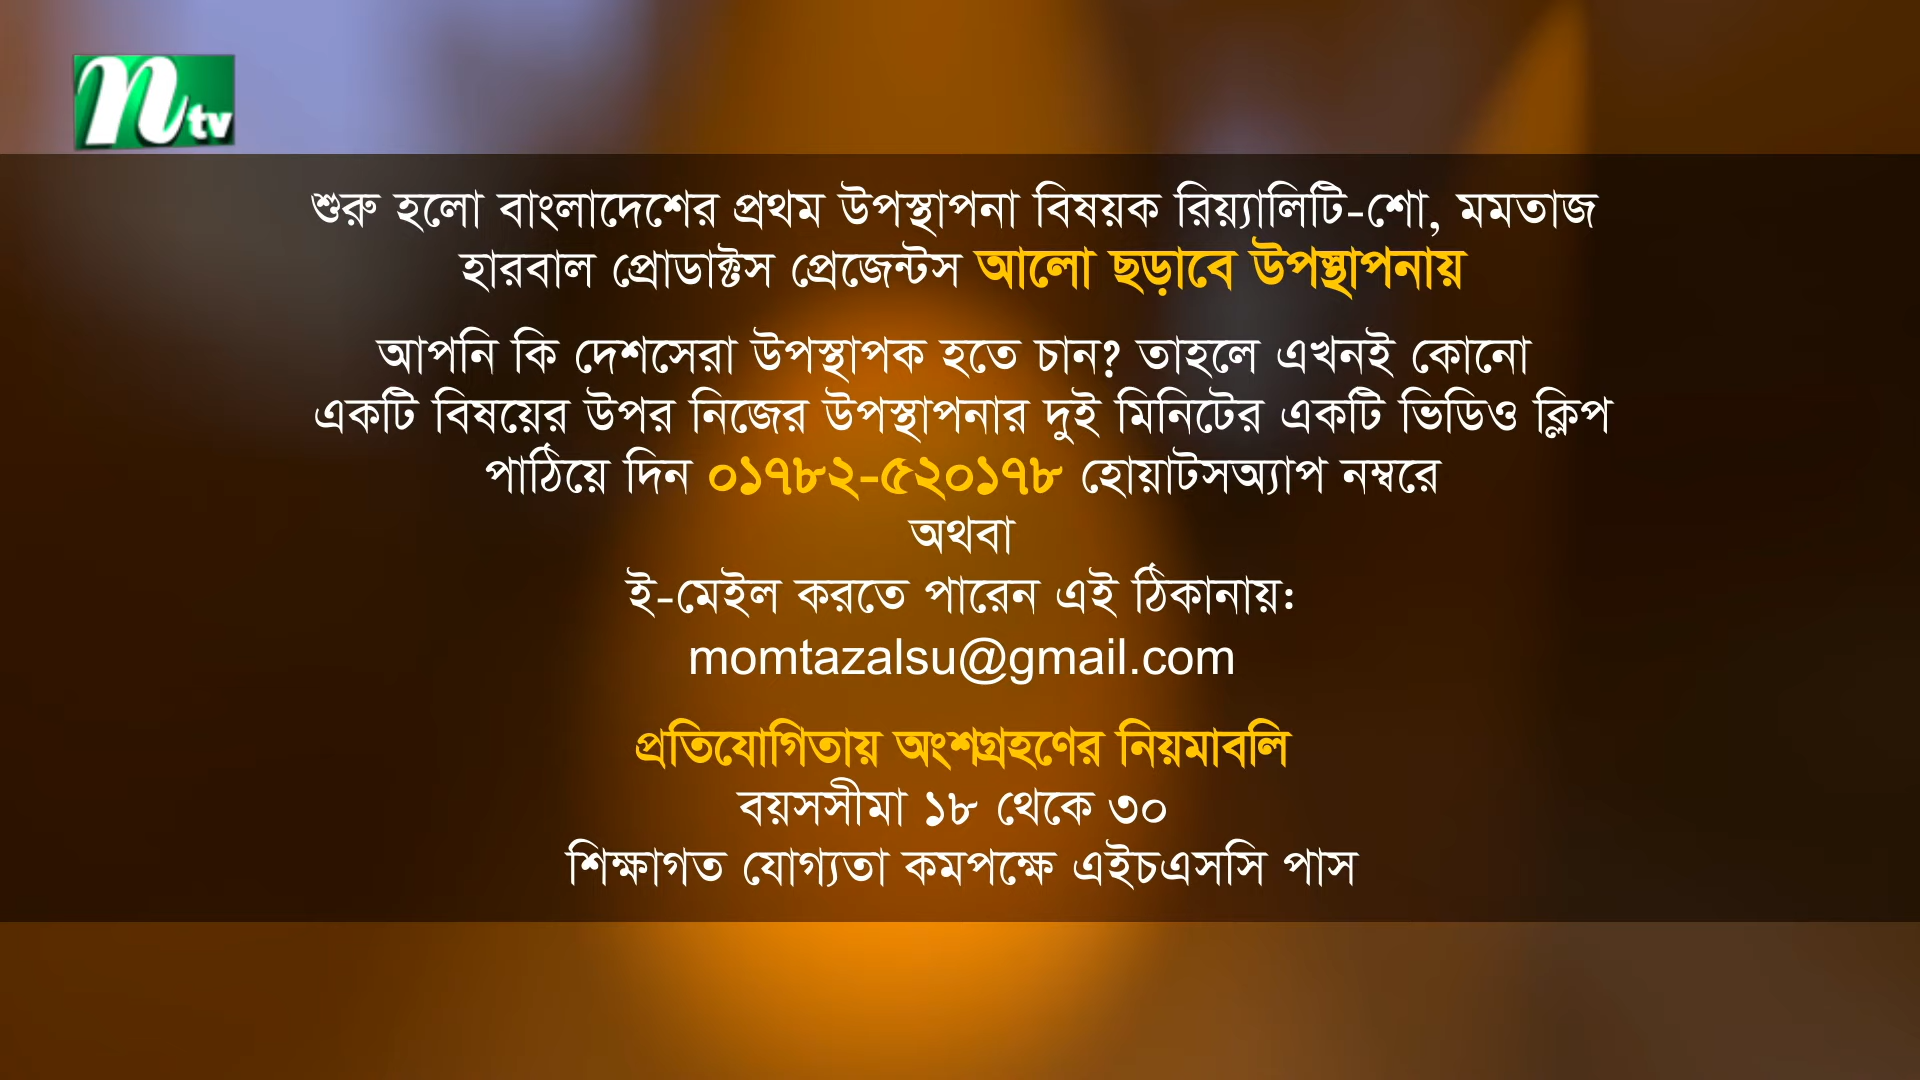 ntv
শুরু হলো বাংলাদেশের প্রথম উপস্থাপনা বিষয়ক রিয়্যালিটি-শো, মমতাজ
হারবাল প্রোডাক্টস প্রেজেন্টস আলো ছড়াবে উপস্থাপনায়
আপনি কি দেশসেরা উপস্থাপক হতে চান? তাহলে এখনই কোনো
একটি বিষয়ের উপর নিজের উপস্থাপনার দুই মিনিটের একটি ভিডিও ক্লিপ
পাঠিয়ে দিন ০১৭৮২-৫২০১৭৮ হোয়াটসঅ্যাপ নম্বরে
অথবা
ই-মেইল করতে পারেন এই ঠিকানায়ঃ
momtazalsu@gmail.com
প্রতিযোগিতায় অংশগ্রহণের নিয়মাবলি
বয়সসীমা ১৮ থেকে ৩০
শিক্ষাগত যোগ্যতা কমপক্ষে এইচএসসি পাস